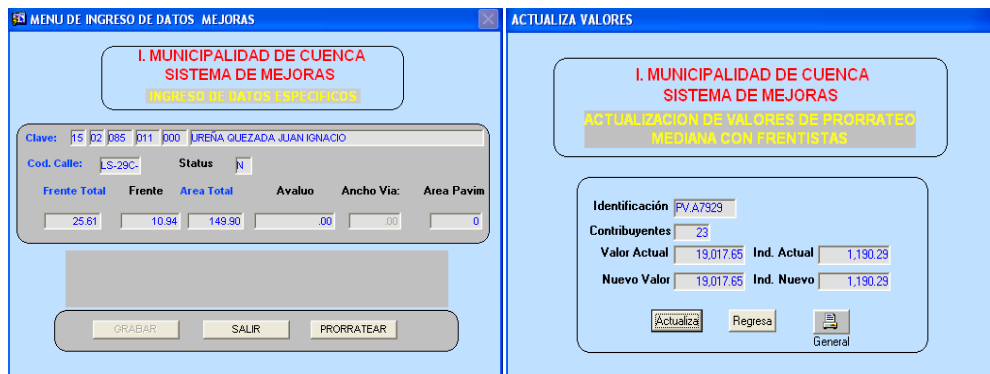 MENU DE INGRESO DE DATOS MEJORAS
I. MUNICIPALIDAD DE CUENCA
SISTEMA DE MEJORAS
INGRESO DE DATOS ESPECIFICOS
Clave: 15 02 085 011 000 UREÑA QUEZADA JUAN IGNACIO
Cod. Calle: LS-29C- Status N
Frente Total Frente Area Total Avaluo Ancho Via: Area Pavim
25.61 10.94 149.90 .00 .00 0
GRABAR SALIR PRORRATEAR
ACTUALIZA VALORES
I. MUNICIPALIDAD DE CUENCA
SISTEMA DE MEJORAS
ACTUALIZACION DE VALORES DE PRORRATEO
MEDIANA CON FRENTISTAS
Identificación PV.A7929
Contribuyentes 23
Valor Actual 19,017.65 Ind. Actual 1,190.29
Nuevo Valor 19,017.65 Ind. Nuevo 1,190.29
Actualiza Regresa
General